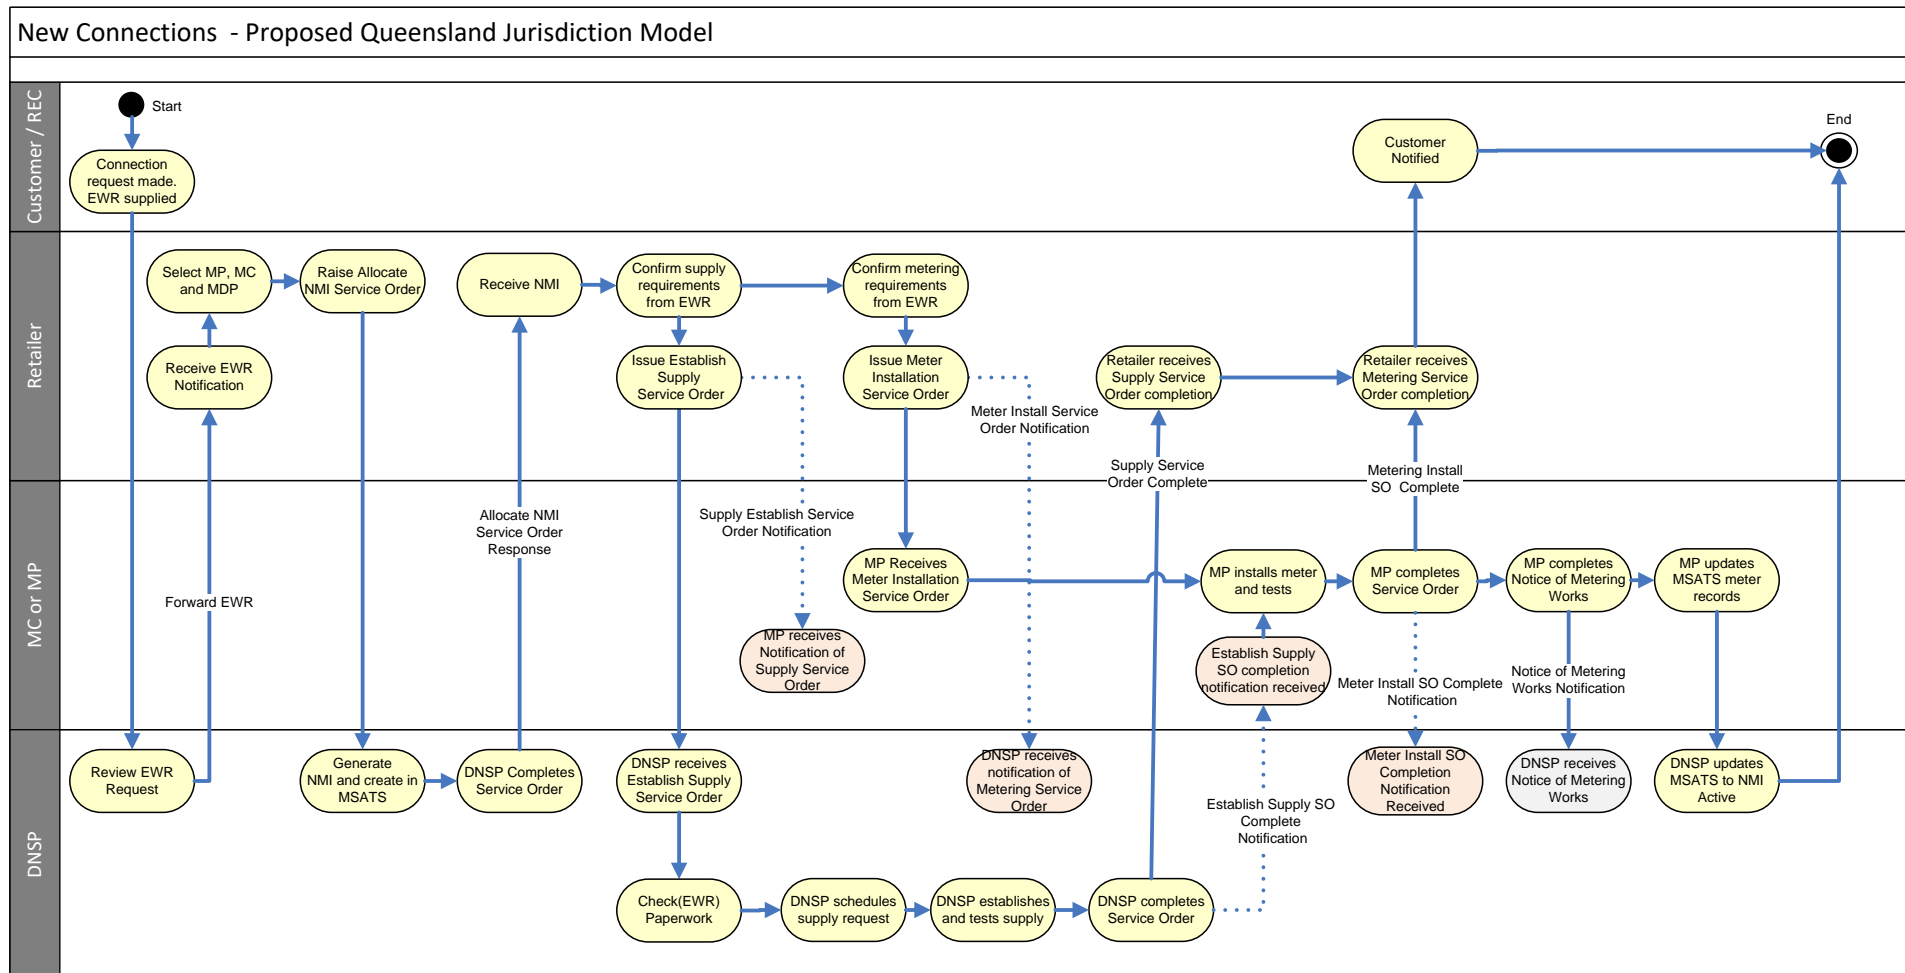 New Connections  - Proposed Queensland Jurisdiction Model
Customer / REC
Start
Connection
request made.
EWR supplied
Customer
Notified
End
Retailer
Select MP, MC
and MDP
Raise Allocate
NMI Service Order
Receive NMI
Confirm supply
requirements
from EWR
Confirm metering
requirements
from EWR
Receive EWR
Notification
Issue Establish
Supply
Service Order
Issue Meter
Installation
Service Order
Retailer receives
Supply Service
Order completion
Retailer receives
Metering Service
Order completion
Meter Install Service
Order Notification
Supply Service
Order Complete
Metering Install
SO  Complete
MC or MP
Allocate NMI
Service Order
Response
Supply Establish Service
Order Notification
MP Receives
Meter Installation
Service Order
MP installs meter
and tests
MP completes
Service Order
MP completes
Notice of Metering
Works
MP updates
MSATS meter
records
Forward EWR
MP receives
Notification of
Supply Service
Order
Establish Supply
SO completion
notification received
Meter Install SO Complete
Notification
Notice of Metering
Works Notification
DNSP
Review EWR
Request
Generate
NMI and create in
MSATS
DNSP Completes
Service Order
DNSP receives
Establish Supply
Service Order
DNSP receives
notification of
Metering Service
Order
Meter Install SO
Completion
Notification
Received
DNSP receives
Notice of Metering
Works
DNSP updates
MSATS to NMI
Active
Establish Supply SO
Complete
Notification
Check(EWR)
Paperwork
DNSP schedules
supply request
DNSP establishes
and tests supply
DNSP completes
Service Order